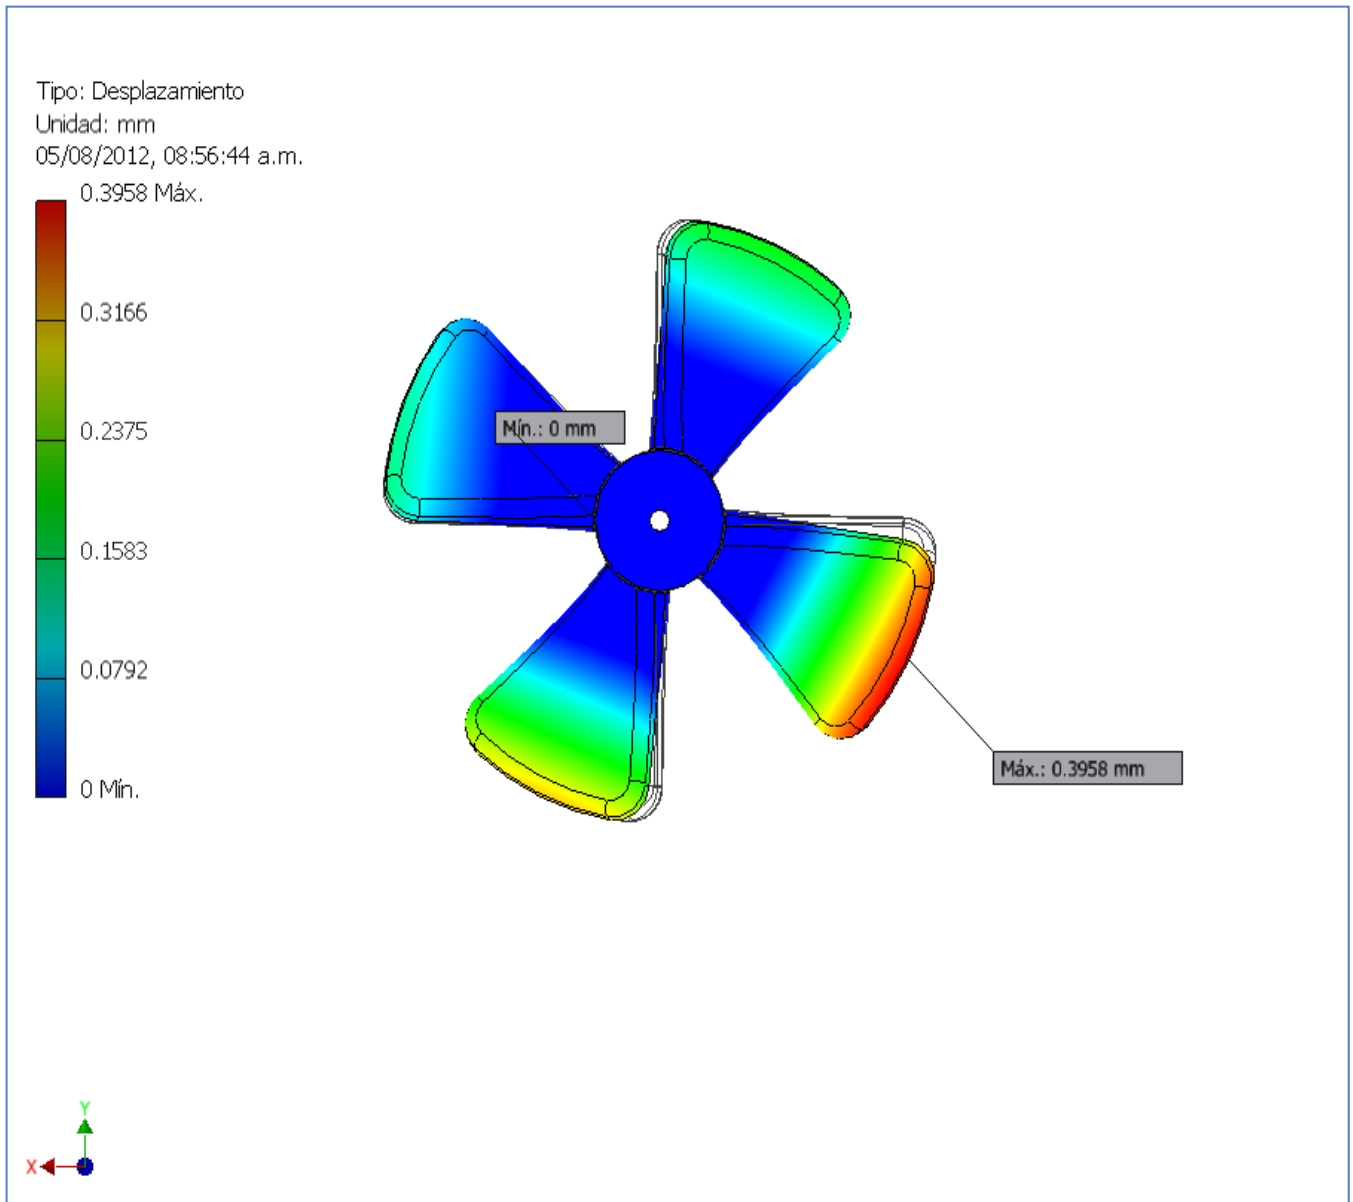 Tipo: Desplazamiento
Unidad: mm
05/08/2012, 08:56:44 a.m.
0.3958 Máx.
0.3166
0.2375
0.1583
0.0792
0 Mín.
Mín.: 0 mm
Máx.: 0.3958 mm
Y
X